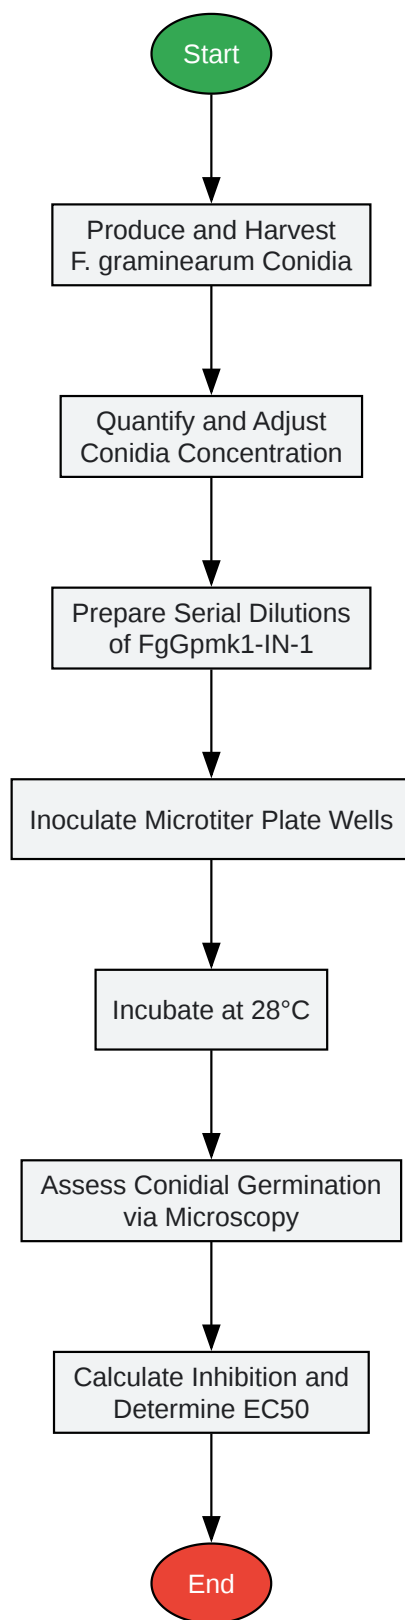 Start
Produce and Harvest
F. graminearum Conidia
Quantify and Adjust
Conidia Concentration
Prepare Serial Dilutions
of FgGpmk1-IN-1
Inoculate Microtiter Plate Wells
Incubate at 28°C
Assess Conidial Germination
via Microscopy
Calculate Inhibition and
Determine EC50
End